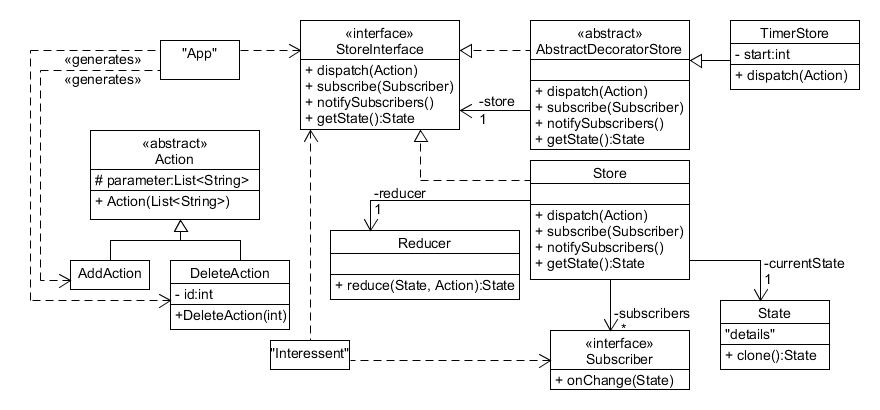 «interface»
StoreInterface
+ dispatch(Action)
+ subscribe(Subscriber)
+ notifySubscribers()
+ getState():State
«abstract»
AbstractDecoratorStore
+ dispatch(Action)
+ subscribe(Subscriber)
+ notifySubscribers()
+ getState():State
TimerStore
- start:int
+ dispatch(Action)
"App"
«generates»
«generates»
-store
1
«abstract»
Action
# parameter:List<String>
+ Action(List<String>)
Store
+ dispatch(Action)
+ subscribe(Subscriber)
+ notifySubscribers()
+ getState():State
-reducer
1
Reducer
+ reduce(State, Action):State
AddAction
DeleteAction
- id:int
+DeleteAction(int)
-currentState
1
State
"details"
+ clone():State
-subscribers
*
"Interessent"
«interface»
Subscriber
+ onChange(State)